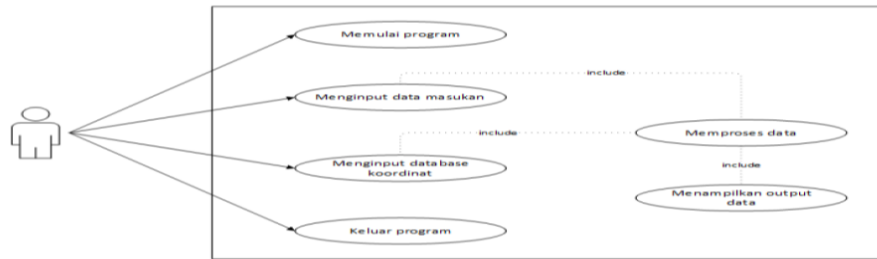 Memulai program
include
Menginput data masukan
include
Memproses data
Menginput database
koordinat
include
Menampilkan output
data
Keluar program